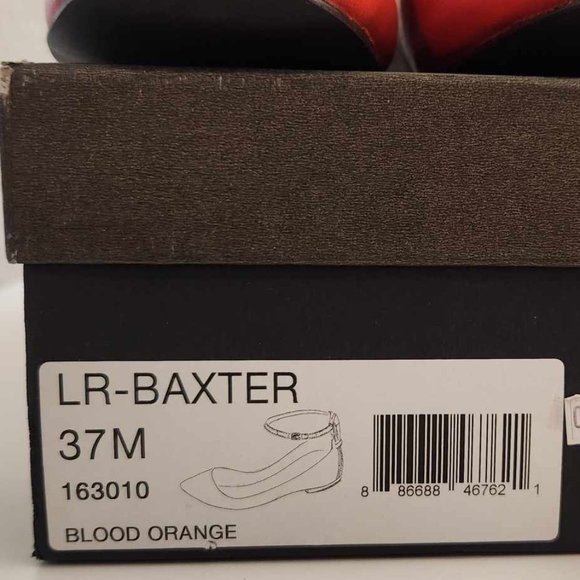 LR-BAXTER
37M
163010
BLOOD ORANGE
8 86688 46762 1